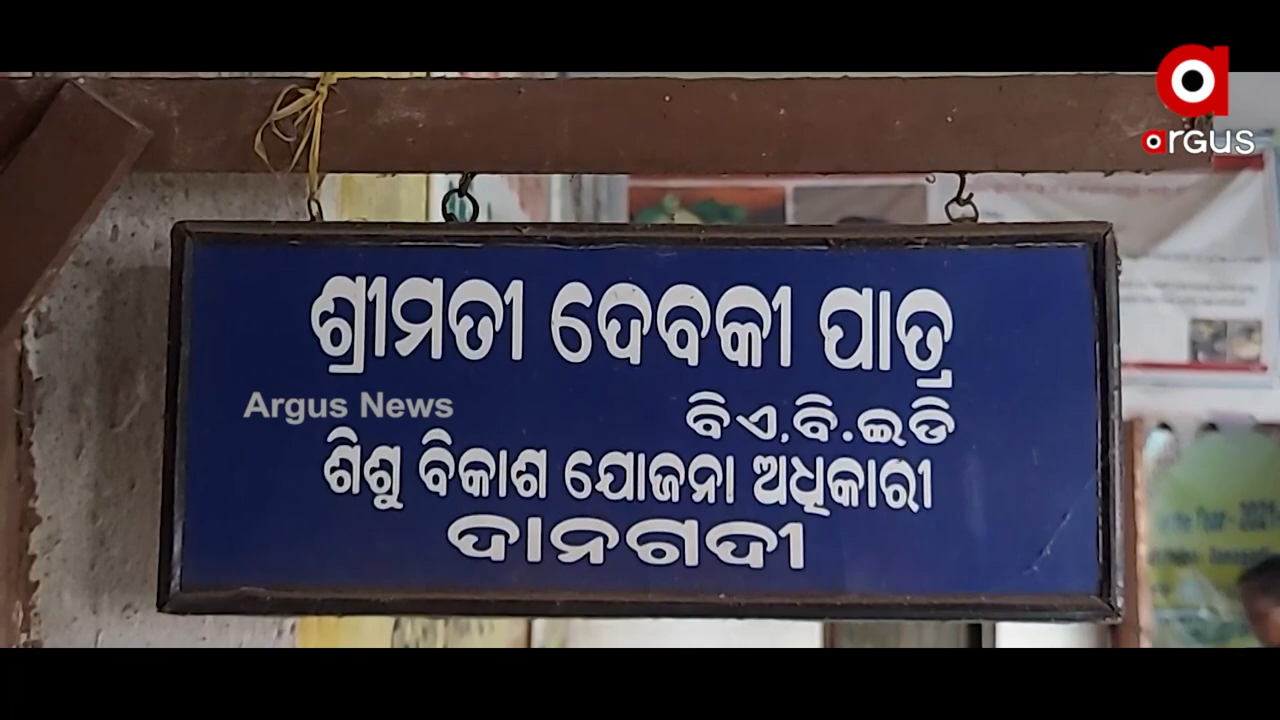 argus
ଶ୍ରୀମତୀ ଦେବକୀ ପାତ୍ର
Argus News
ବିଏ.ବି.ଇଡି
ଶିଶୁ ବିକାଶ ଯୋଜନା ଅଧିକାରୀ
ଦାନଗଦୀ